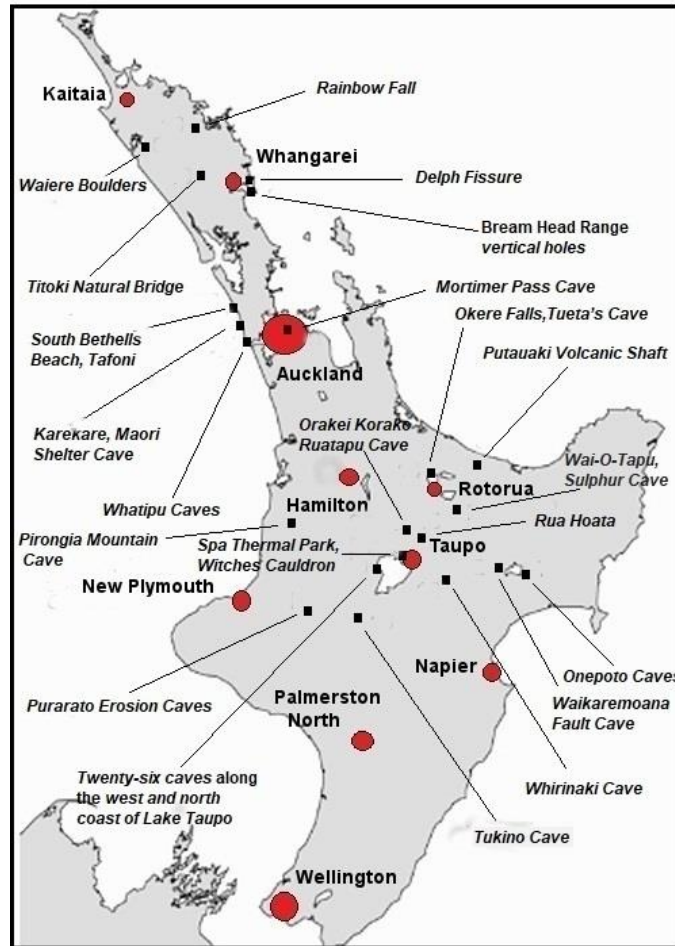 Rainbow Fall
Kaitaia
Whangarei
Waiere Boulders
Delph Fissure
Bream Head Range
vertical holes
Titoki Natural Bridge
Mortimer Pass Cave
Okere Falls,Tueta's Cave
South Bethells
Beach, Tafoni
Putauaki Volcanic Shaft
Auckland
Karekare, Maori
Shelter Cave
Orakei Korako
Ruatapu Cave
Wai-O-Tapu,
Sulphur Cave
Rotorua
Whatipu Caves
Hamilton
Rua Hoata
Pirongia Mountain
Cave
Spa Thermal Park,
Witches Cauldron
Taupo
New Plymouth
Napier
Onepoto Caves
Purarato Erosion Caves
Palmerston
North
Waikaremoana
Fault Cave
Twenty-six caves along
the west and north
coast of Lake Taupo
Whirinaki Cave
Tukino Cave
Wellington